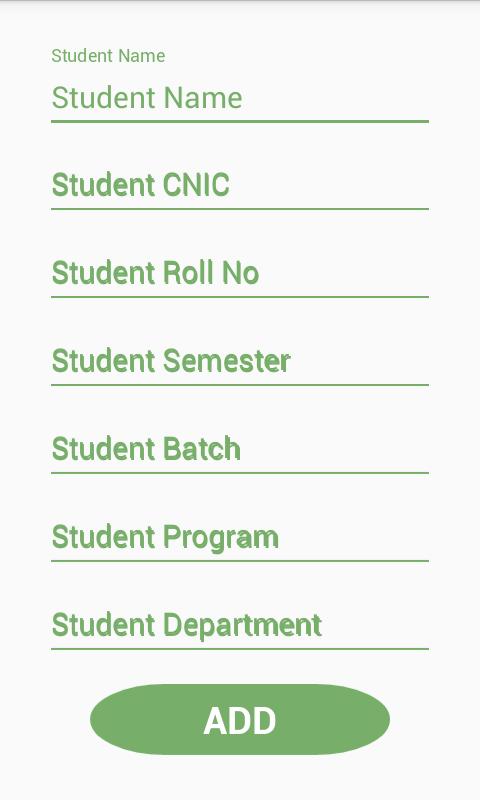 Student Name
Student Name
Student CNIC
Student Roll No
Student Semester
Student Batch
Student Program
Student Department
ADD